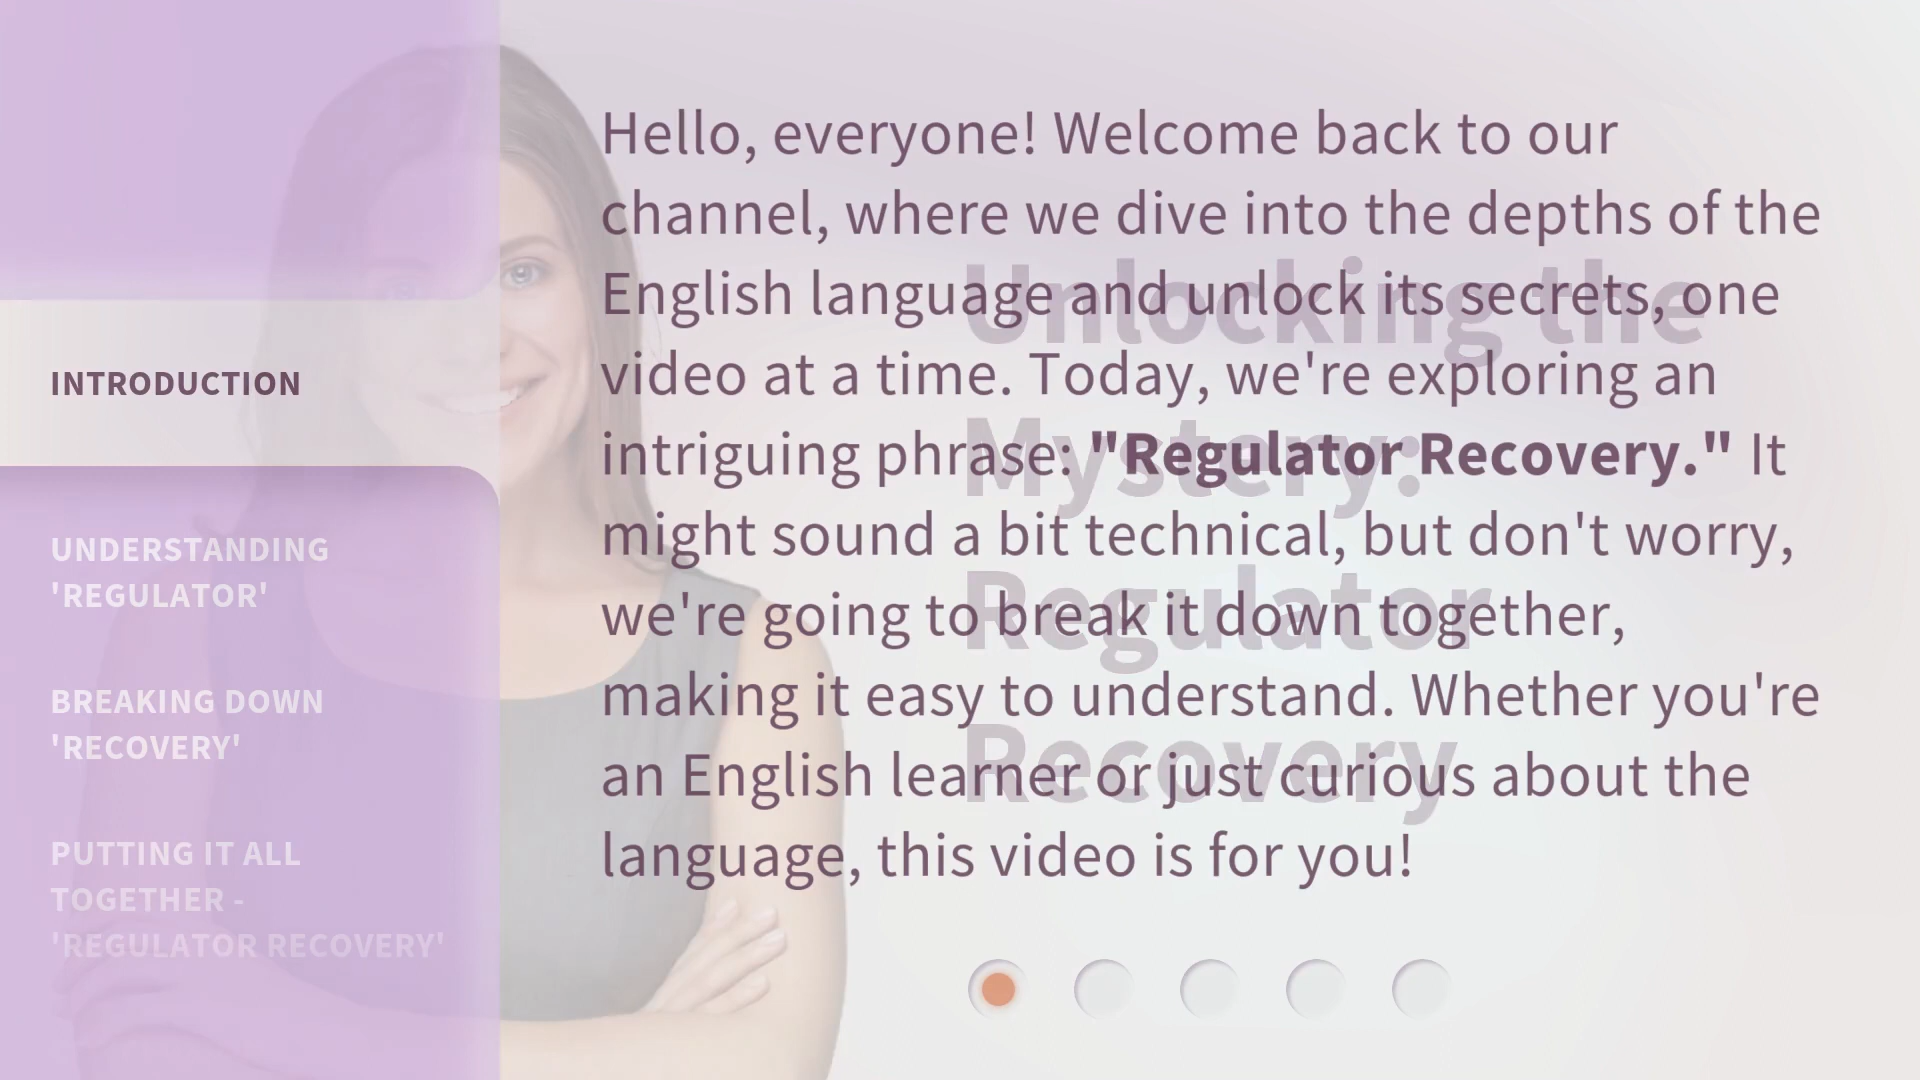 INTRODUCTION
UNDERSTANDING
'REGULATOR'
BREAKING DOWN
'RECOVERY'
PUTTING IT ALL
TOGETHER -
'REGULATOR RECOVERY'
Hello, everyone! Welcome back to our
channel, where we dive into the depths of the
English language and unlock its secrets, one
video at a time. Today, we're exploring an
intriguing phrase: "Regulator Recovery." It
might sound a bit technical, but don't worry,
we're going to break it down together,
making it easy to understand. Whether you're
an English learner or just curious about the
language, this video is for you!
Unlocking the
Mystery:
Regulator
Recovery